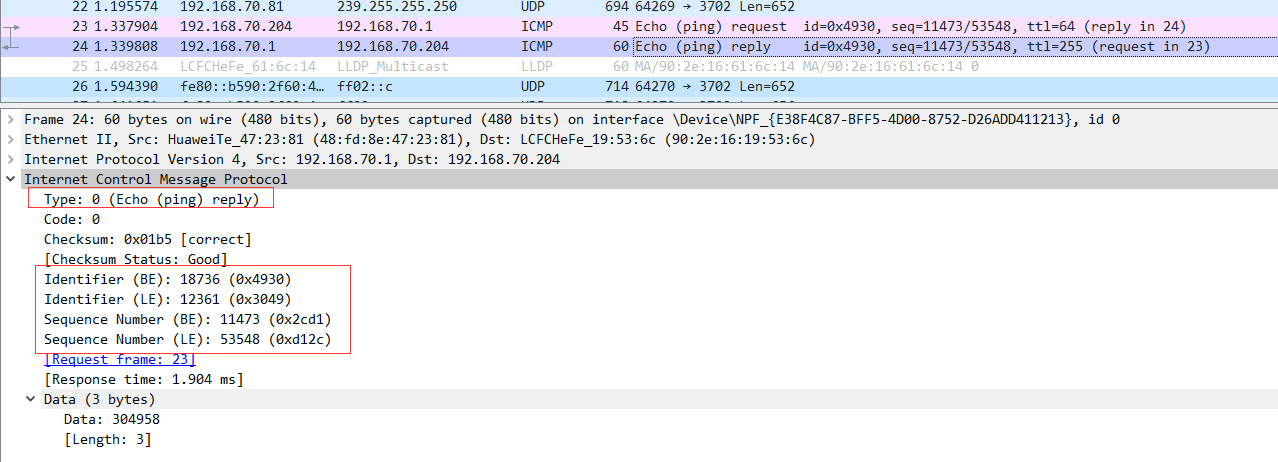 22 1.195574 192.168.70.81 239.255.255.250 UDP 694 64269 → 3702 Len=652
23 1.337904 192.168.70.204 192.168.70.1 ICMP 45 Echo (ping) request id=0x4930, seq=11473/53548, ttl=64 (reply in 24)
24 1.339808 192.168.70.1 192.168.70.204 ICMP 60 Echo (ping) reply id=0x4930, seq=11473/53548, ttl=255 (request in 23)
25 1.498264 LCFCHeFe_61:6c:14 LLDP_Multicast LLDP 60 MA/90:2e:16:61:6c:14 MA/90:2e:16:61:6c:14 0
26 1.594390 fe80::b590:2f60:4… ff02::c UDP 714 64270 → 3702 Len=652
Frame 24: 60 bytes on wire (480 bits), 60 bytes captured (480 bits) on interface \Device\NPF_{E38F4C87-BFF5-4D00-8752-D26ADD411213}, id 0
Ethernet II, Src: HuaweiTe_47:23:81 (48:fd:8e:47:23:81), Dst: LCFCHeFe_19:53:6c (90:2e:16:19:53:6c)
Internet Protocol Version 4, Src: 192.168.70.1, Dst: 192.168.70.204
Internet Control Message Protocol
Type: 0 (Echo (ping) reply)
Code: 0
Checksum: 0x01b5 [correct]
[Checksum Status: Good]
Identifier (BE): 18736 (0x4930)
Identifier (LE): 12361 (0x3049)
Sequence Number (BE): 11473 (0x2cd1)
Sequence Number (LE): 53548 (0xd12c)
[Request frame: 23]
[Response time: 1.904 ms]
Data (3 bytes)
Data: 304958
[Length: 3]